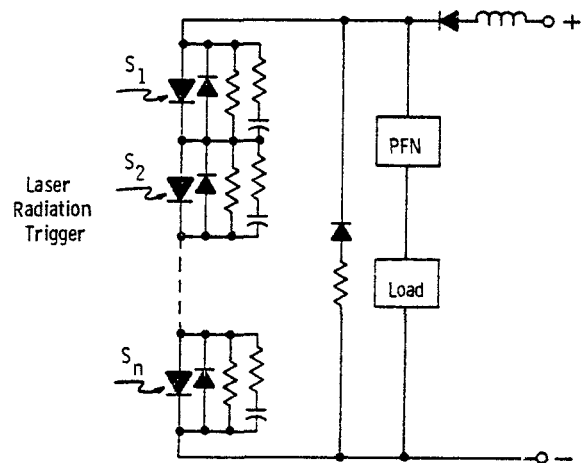 S1
S2
Laser
Radiation
Trigger
Sn
+
PFN
Load
-